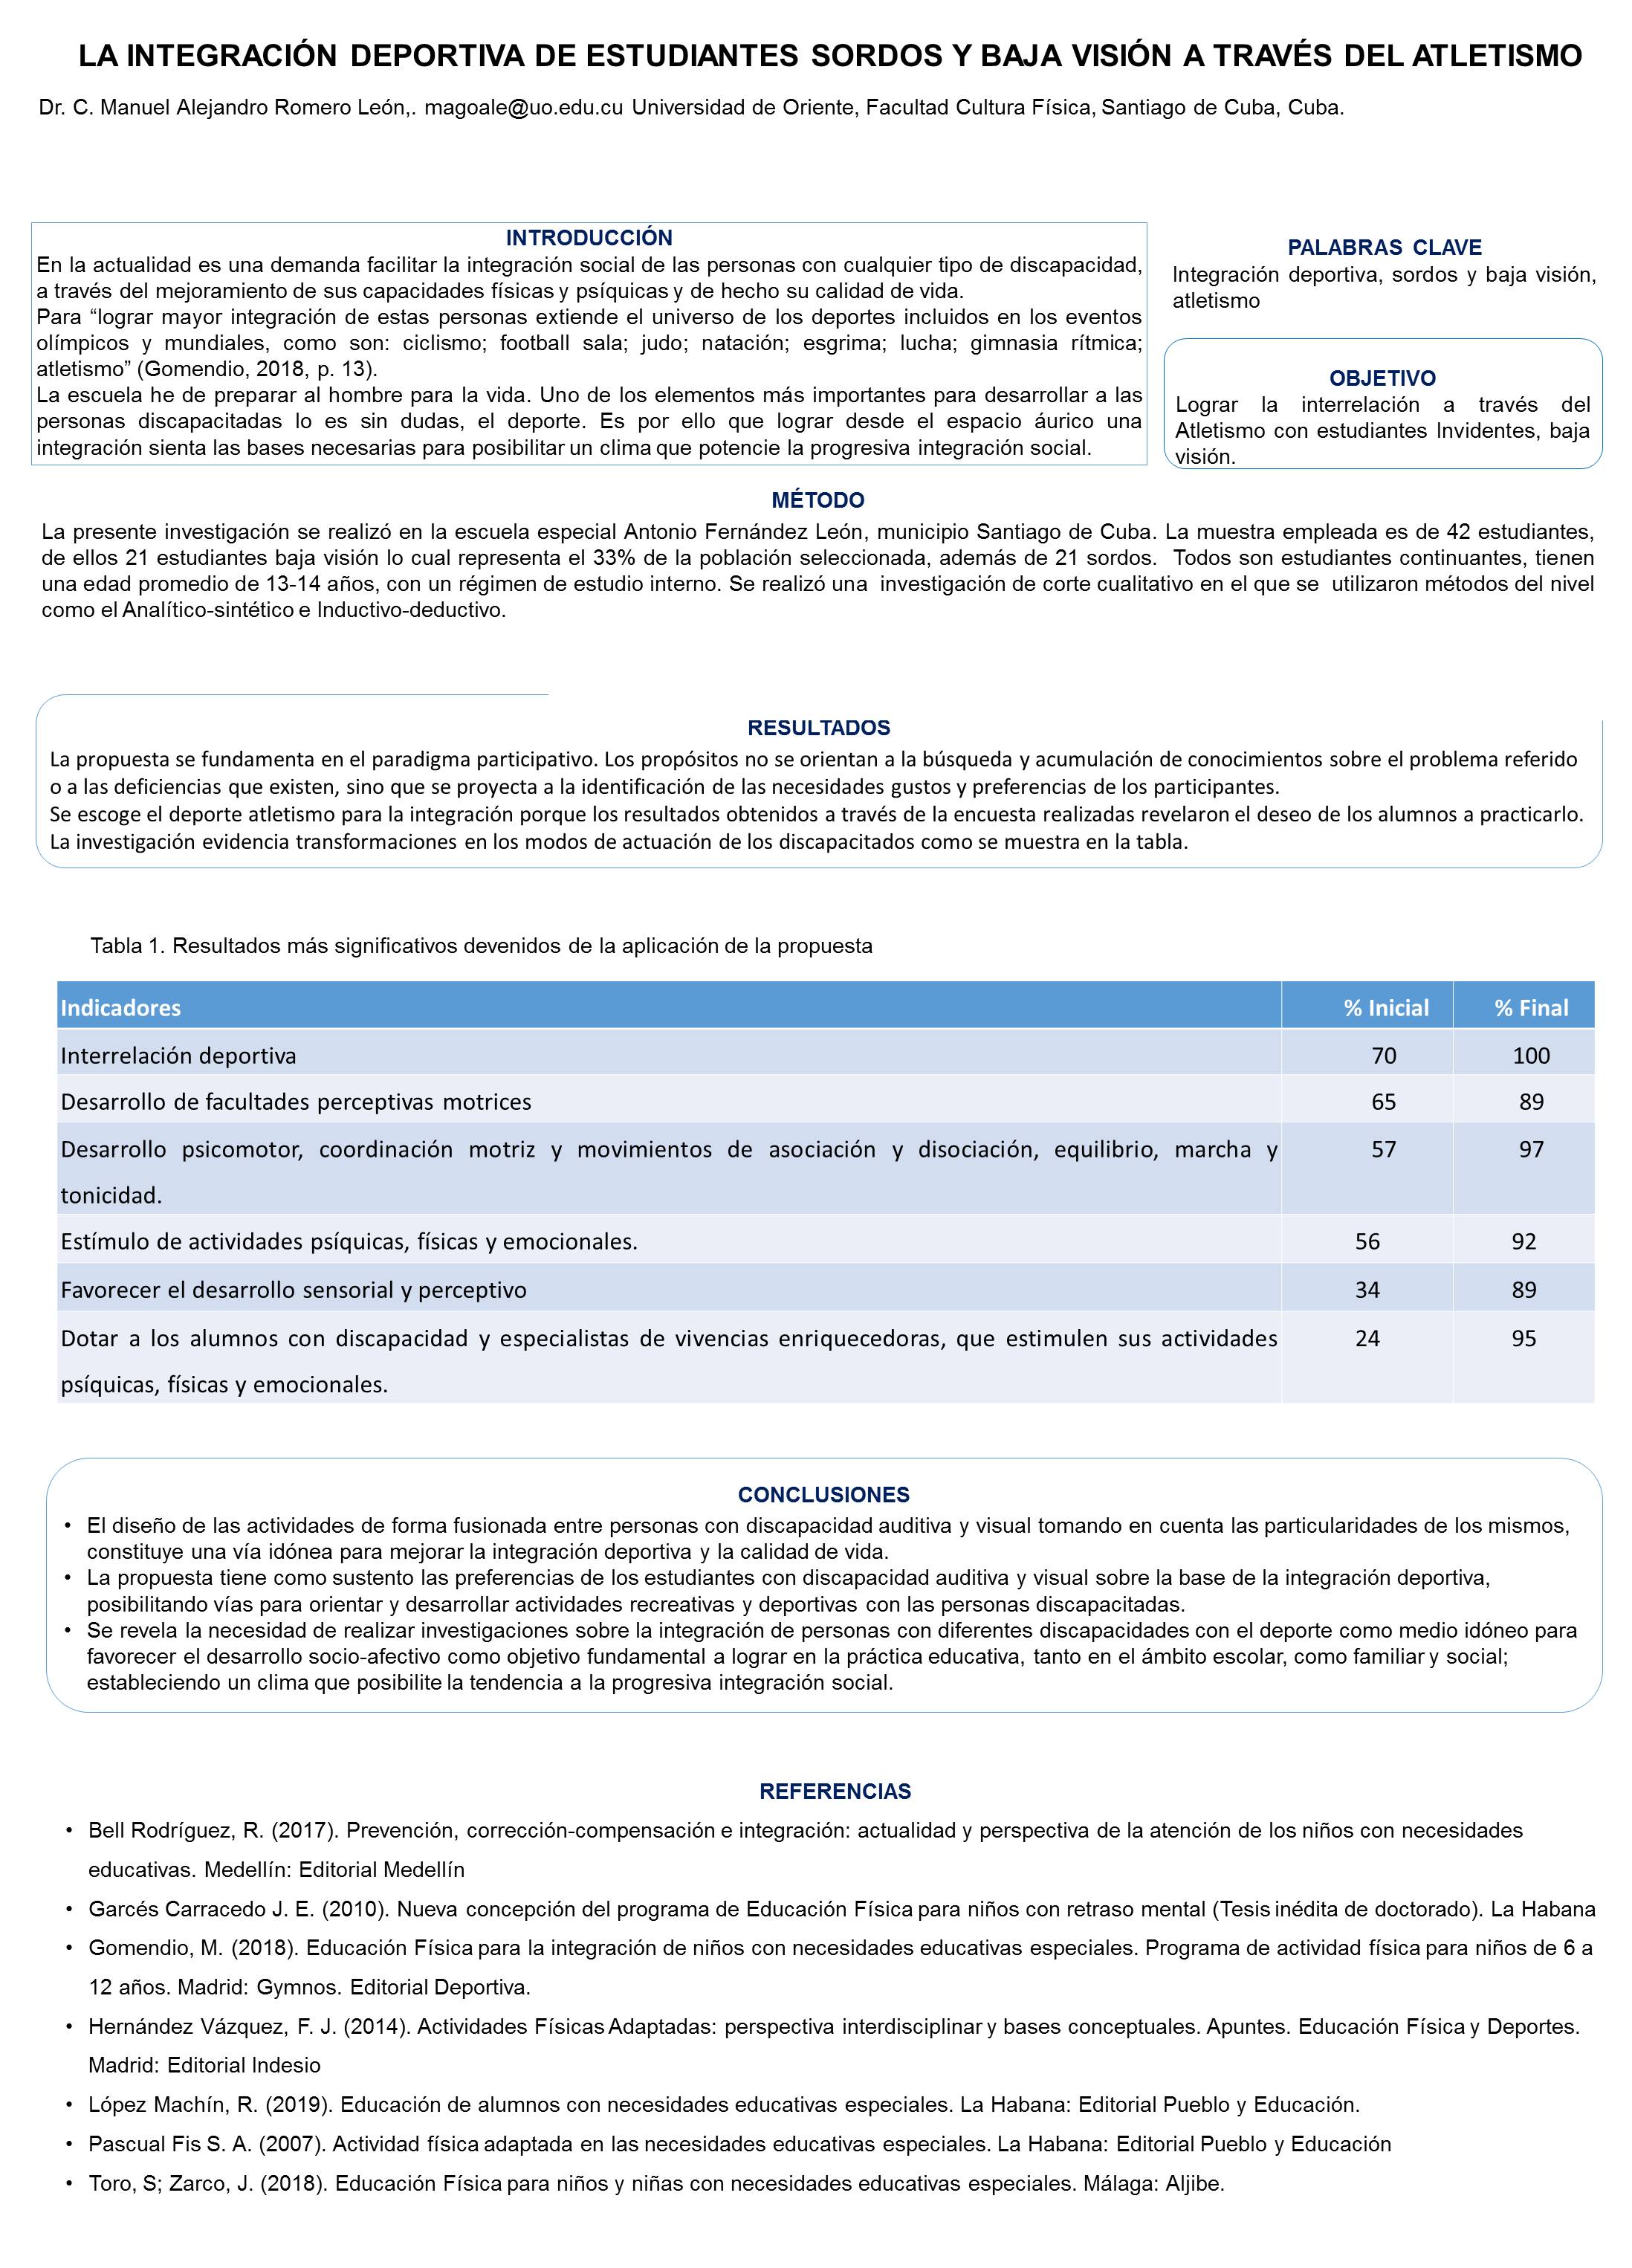 LA INTEGRACIÓN DEPORTIVA DE ESTUDIANTES SORDOS Y BAJA VISIÓN A TRAVÉS DEL ATLETISMO
Dr. C. Manuel Alejandro Romero León,. magoale@uo.edu.cu Universidad de Oriente, Facultad Cultura Física, Santiago de Cuba, Cuba.
INTRODUCCIÓN
En la actualidad es una demanda facilitar la integración social de las personas con cualquier tipo de discapacidad,
a través del mejoramiento de sus capacidades físicas y psíquicas y de hecho su calidad de vida.
Para “lograr mayor integración de estas personas extiende el universo de los deportes incluidos en los eventos
olímpicos y mundiales, como son: ciclismo; football sala; judo; natación; esgrima; lucha; gimnasia rítmica;
atletismo” (Gomendio, 2018, p. 13).
La escuela he de preparar al hombre para la vida. Uno de los elementos más importantes para desarrollar a las
personas discapacitadas lo es sin dudas, el deporte. Es por ello que lograr desde el espacio áurico una
integración sienta las bases necesarias para posibilitar un clima que potencie la progresiva integración social.
PALABRAS CLAVE
Integración deportiva, sordos y baja visión,
atletismo
OBJETIVO
Lograr la interrelación a través del
Atletismo con estudiantes Invidentes, baja
visión.
MÉTODO
La presente investigación se realizó en la escuela especial Antonio Fernández León, municipio Santiago de Cuba. La muestra empleada es de 42 estudiantes,
de ellos 21 estudiantes baja visión lo cual representa el 33% de la población seleccionada, además de 21 sordos. Todos son estudiantes continuantes, tienen
una edad promedio de 13-14 años, con un régimen de estudio interno. Se realizó una investigación de corte cualitativo en el que se utilizaron métodos del nivel
como el Analítico-sintético e Inductivo-deductivo.
RESULTADOS
La propuesta se fundamenta en el paradigma participativo. Los propósitos no se orientan a la búsqueda y acumulación de conocimientos sobre el problema referido
o a las deficiencias que existen, sino que se proyecta a la identificación de las necesidades gustos y preferencias de los participantes.
Se escoge el deporte atletismo para la integración porque los resultados obtenidos a través de la encuesta realizadas revelaron el deseo de los alumnos a practicarlo.
La investigación evidencia transformaciones en los modos de actuación de los discapacitados como se muestra en la tabla.
Tabla 1. Resultados más significativos devenidos de la aplicación de la propuesta
Indicadores % Inicial % Final
Interrelación deportiva 70 100
Desarrollo de facultades perceptivas motrices 65 89
Desarrollo psicomotor, coordinación motriz y movimientos de asociación y disociación, equilibrio, marcha y 57 97
tonicidad.
Estímulo de actividades psíquicas, físicas y emocionales. 56 92
Favorecer el desarrollo sensorial y perceptivo 34 89
Dotar a los alumnos con discapacidad y especialistas de vivencias enriquecedoras, que estimulen sus actividades 24 95
psíquicas, físicas y emocionales.
CONCLUSIONES
• El diseño de las actividades de forma fusionada entre personas con discapacidad auditiva y visual tomando en cuenta las particularidades de los mismos,
constituye una vía idónea para mejorar la integración deportiva y la calidad de vida.
• La propuesta tiene como sustento las preferencias de los estudiantes con discapacidad auditiva y visual sobre la base de la integración deportiva,
posibilitando vías para orientar y desarrollar actividades recreativas y deportivas con las personas discapacitadas.
• Se revela la necesidad de realizar investigaciones sobre la integración de personas con diferentes discapacidades con el deporte como medio idóneo para
favorecer el desarrollo socio-afectivo como objetivo fundamental a lograr en la práctica educativa, tanto en el ámbito escolar, como familiar y social;
estableciendo un clima que posibilite la tendencia a la progresiva integración social.
REFERENCIAS
• Bell Rodríguez, R. (2017). Prevención, corrección-compensación e integración: actualidad y perspectiva de la atención de los niños con necesidades
educativas. Medellín: Editorial Medellín
• Garcés Carracedo J. E. (2010). Nueva concepción del programa de Educación Física para niños con retraso mental (Tesis inédita de doctorado). La Habana
• Gomendio, M. (2018). Educación Física para la integración de niños con necesidades educativas especiales. Programa de actividad física para niños de 6 a
12 años. Madrid: Gymnos. Editorial Deportiva.
• Hernández Vázquez, F. J. (2014). Actividades Físicas Adaptadas: perspectiva interdisciplinar y bases conceptuales. Apuntes. Educación Física y Deportes.
Madrid: Editorial Indesio
• López Machín, R. (2019). Educación de alumnos con necesidades educativas especiales. La Habana: Editorial Pueblo y Educación.
• Pascual Fis S. A. (2007). Actividad física adaptada en las necesidades educativas especiales. La Habana: Editorial Pueblo y Educación
• Toro, S; Zarco, J. (2018). Educación Física para niños y niñas con necesidades educativas especiales. Málaga: Aljibe.